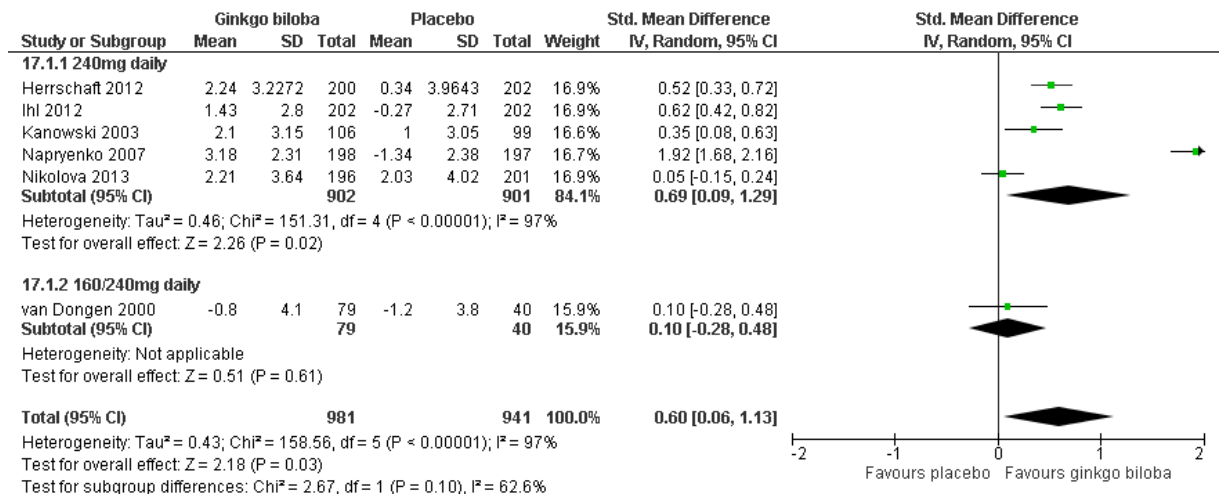 Ginkgo biloba Placebo Std. Mean Difference Std. Mean Difference
Study or Subgroup Mean SD Total Mean SD Total Weight IV, Random, 95% CI IV, Random, 95% CI
17.1.1 240mg daily
Herrschaft 2012 2.24 3.2272 200 0.34 3.9643 202 16.9% 0.52 [0.33, 0.72]
Ihl 2012 1.43 2.8 202 -0.27 2.71 202 16.9% 0.62 [0.42, 0.82]
Kanowski 2003 2.1 3.15 106 1 3.05 99 16.6% 0.35 [0.08, 0.63]
Napryenko 2007 3.18 2.31 198 -1.34 2.38 197 16.7% 1.92 [1.68, 2.16]
Nikolova 2013 2.21 3.64 196 2.03 4.02 201 16.9% 0.05 [-0.15, 0.24]
Subtotal (95% CI) 902 901 84.1% 0.69 [0.09, 1.29]
Heterogeneity: Tau² = 0.46; Chi² = 151.31, df = 4 (P < 0.00001); I² = 97%
Test for overall effect: Z = 2.26 (P = 0.02)
17.1.2 160/240mg daily
van Dongen 2000 -0.8 4.1 79 -1.2 3.8 40 15.9% 0.10 [-0.28, 0.48]
Subtotal (95% CI) 79 40 15.9% 0.10 [-0.28, 0.48]
Heterogeneity: Not applicable
Test for overall effect: Z = 0.51 (P = 0.61)
Total (95% CI) 981 941 100.0% 0.60 [0.06, 1.13]
Heterogeneity: Tau² = 0.43; Chi² = 158.56, df = 5 (P < 0.00001); I² = 97%
Test for overall effect: Z = 2.18 (P = 0.03)
Test for subgroup differences: Chi² = 2.67, df = 1 (P = 0.10), I² = 62.6%
-2 -1 0 1 2
Favours placebo Favours ginkgo biloba